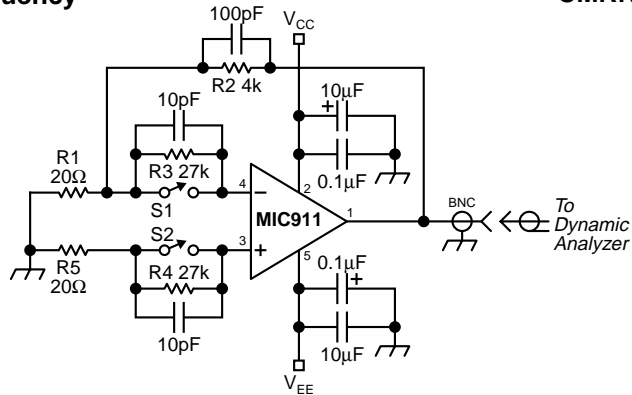 uency
100pF
VCC
R2 4k
10pF
10µF
+
R1
20Ω
R3 27k
0.1µF
S1
4
−
2
MIC911
1
BNC
To
Dynamic
Analyzer
S2
3
+
5
R5
20Ω
R4 27k
0.1µF
+
10pF
10µF
VEE